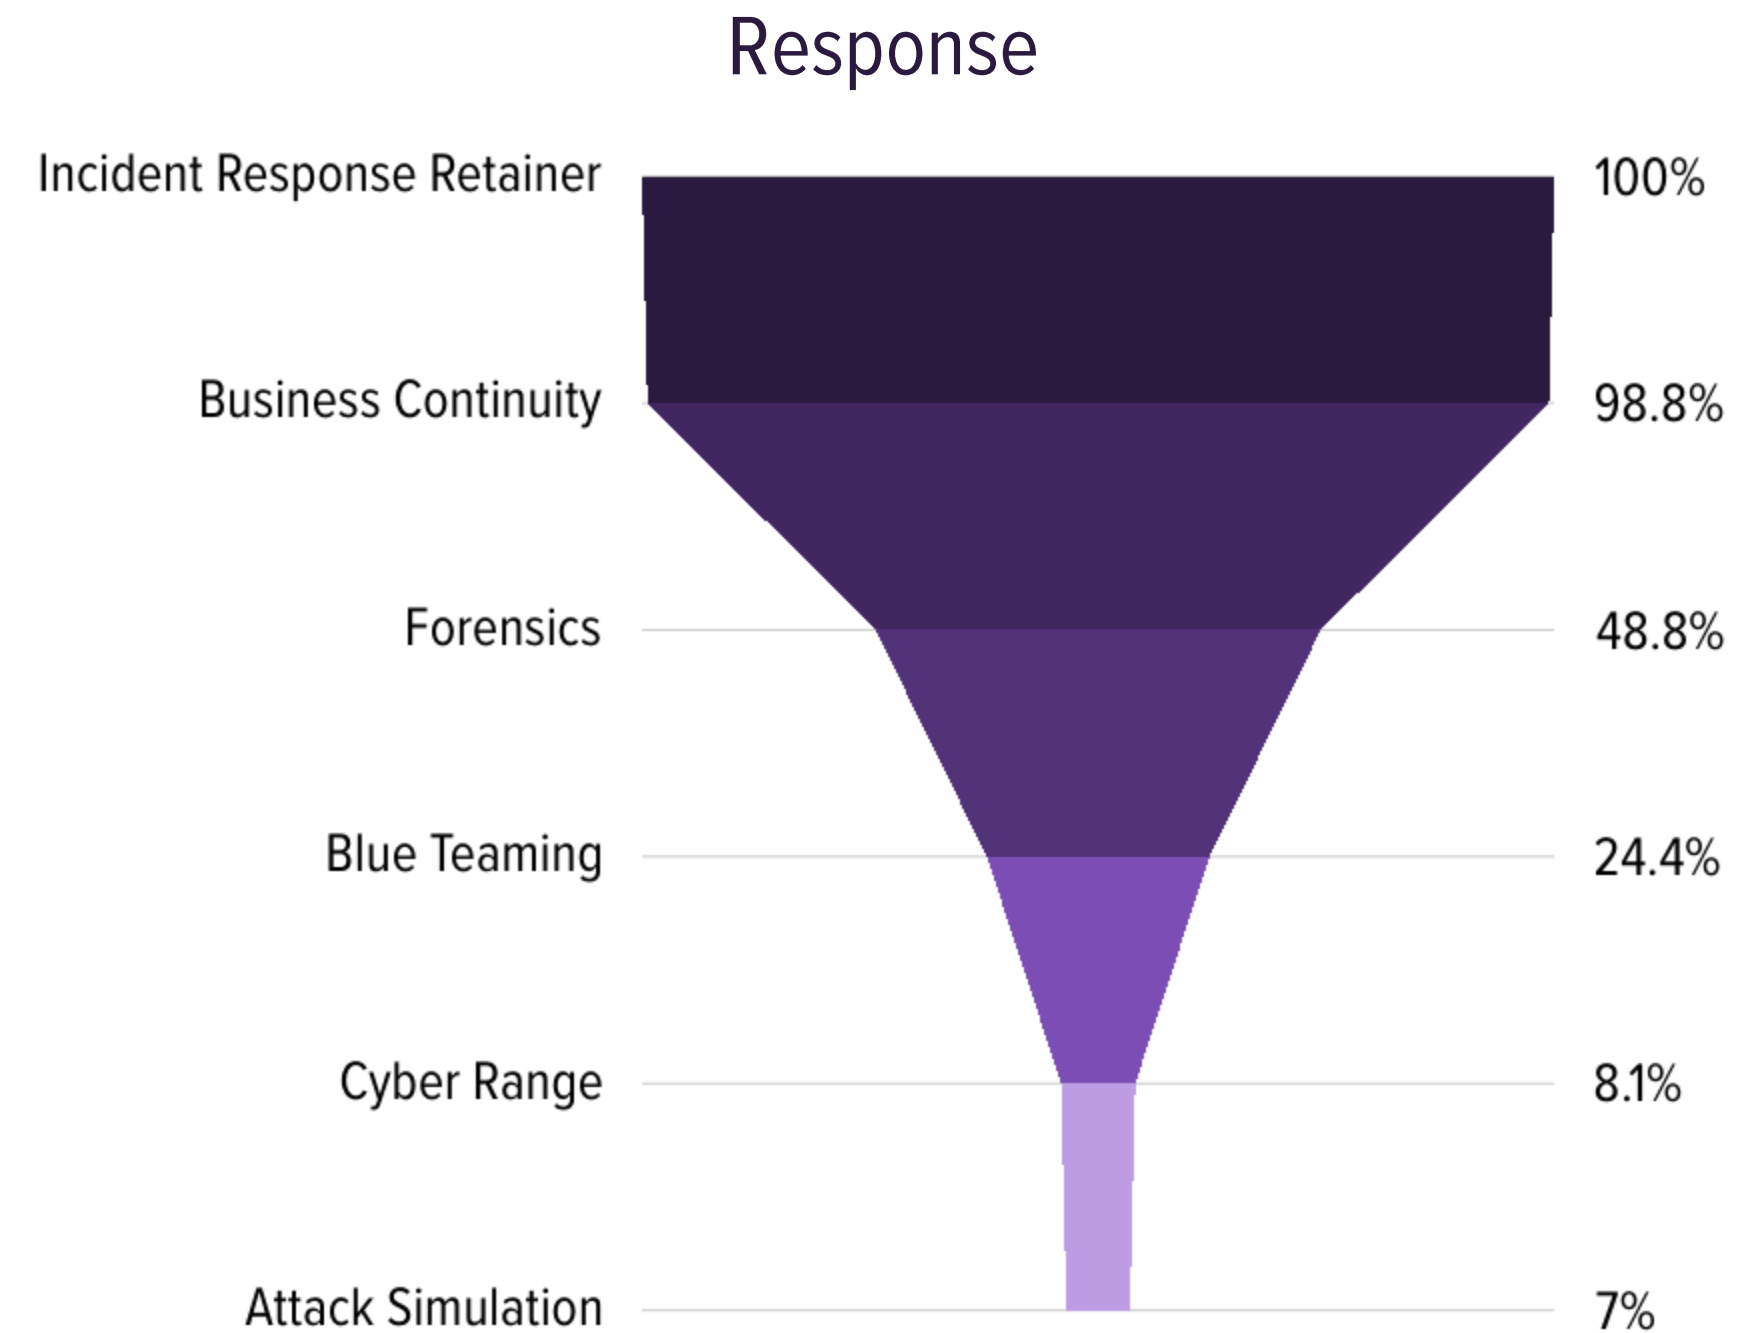 Response
Incident Response Retainer 100%
Business Continuity 98.8%
Forensics 48.8%
Blue Teaming 24.4%
Cyber Range 8.1%
Attack Simulation 7%